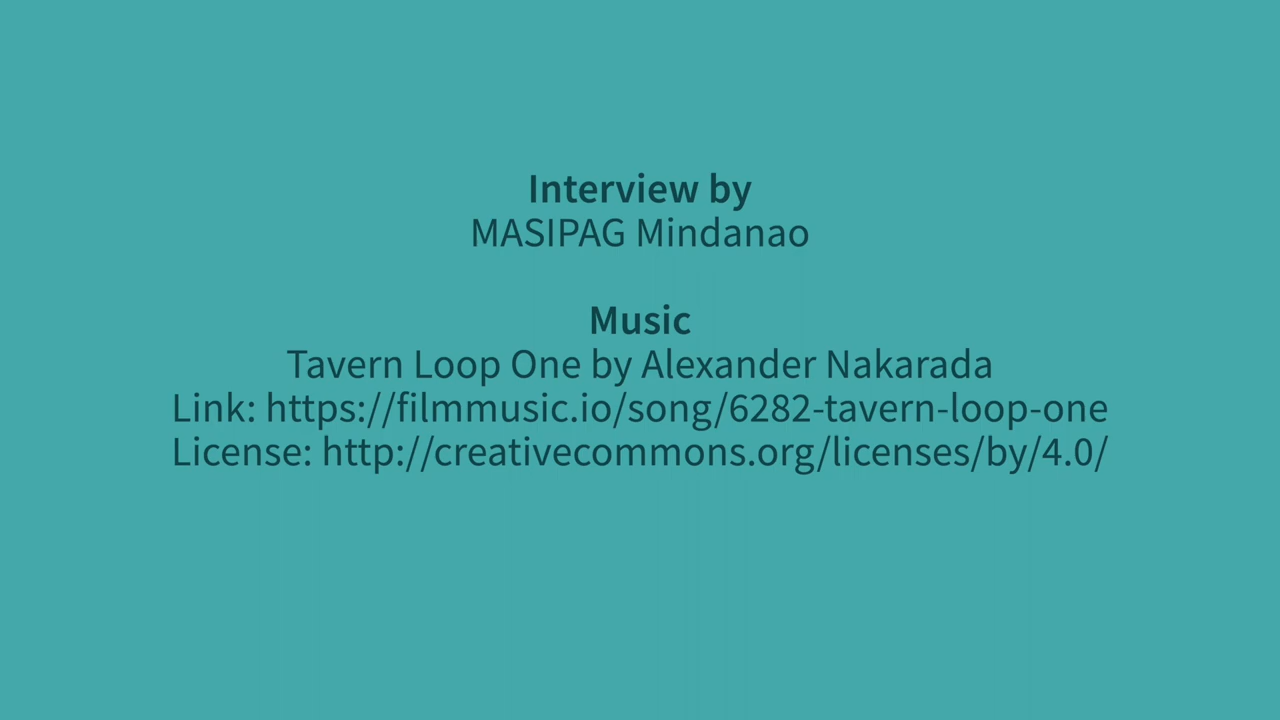 Interview by
MASIPAG Mindanao
Music
Tavern Loop One by Alexander Nakarada
Link: https://filmmusic.io/song/6282-tavern-loop-one
License: http://creativecommons.org/licenses/by/4.0/